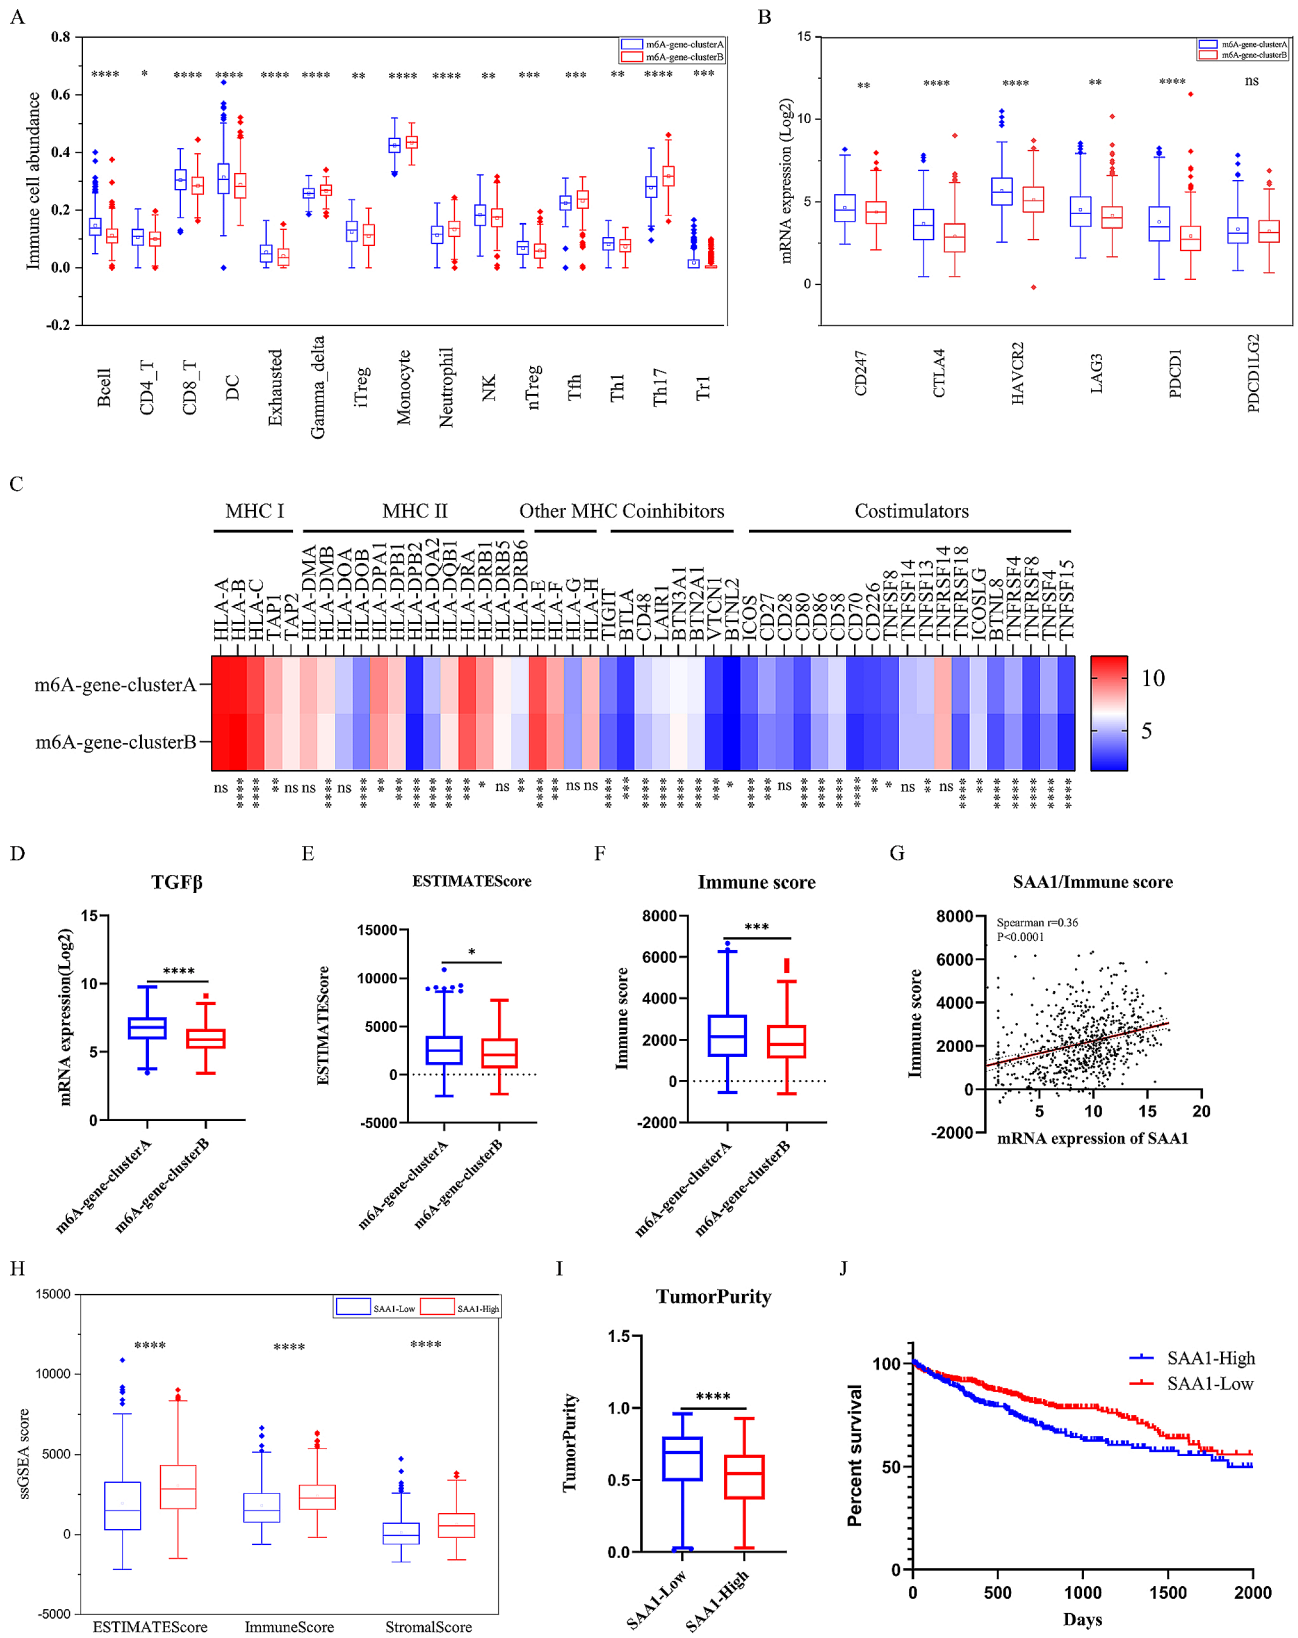 A
0.8
0.6
0.4
0.2
0.0
-0.2
Immune cell abundance
m6A-gene-clusterA
m6A-gene-clusterB
**** * **** **** **** **** ** **** **** ** *** *** ** **** ***
Bcell
CD4_T
CD8_T
DC
Exhausted
Gamma_delta
iTreg
Monocyte
Neutrophil
NK
nTreg
Tfh
Th1
Th17
Tr1
B
15
10
5
0
mRNA expression (Log2)
m6A-gene-clusterA
m6A-gene-clusterB
** **** **** ** **** ns
CD247
CTLA4
HAVCR2
LAG3
PDCD1
PDCD1LG2
C
MHC I MHC II Other MHC Coinhibitors Costimulators
HLA-A
HLA-B
HLA-C
TAP1
TAP2
HLA-DMA
HLA-DMB
HLA-DOA
HLA-DOB
HLA-DPA1
HLA-DPB1
HLA-DPB2
HLA-DQA2
HLA-DQB1
HLA-DRA
HLA-DRB1
HLA-DRB5
HLA-DRB6
HLA-E
HLA-F
HLA-G
HLA-H
TIGIT
BTLA
CD48
LAIR1
BTN3A1
BTN2A1
VTCN1
BTNL2
ICOS
CD27
CD28
CD80
CD86
CD58
CD70
CD226
TNFSF8
TNFSF14
TNFSF13
TNFRSF14
TNFRSF18
ICOSLG
BTNL8
TNFRSF4
TNFRSF8
TNFSF4
TNFSF15
m6A-gene-clusterA
m6A-gene-clusterB
10
5
ns **** **** ** ns ns **** ns **** ** *** **** **** **** *** * ns ** **** **** ns ns **** *** **** **** **** **** *** * **** *** ns **** **** **** **** ** * ns ** ns **** ** **** **** **** **** ****
D
TGFβ
15
10
5
0
mRNA expression(Log2)
****
m6A-gene-clusterA
m6A-gene-clusterB
E
ESTIMATEScore
15000
10000
5000
0
-5000
ESTIMATEScore
*
m6A-gene-clusterA
m6A-gene-clusterB
F
Immune score
8000
6000
4000
2000
0
-2000
Immune score
***
m6A-gene-clusterA
m6A-gene-clusterB
G
SAA1/Immune score
Spearman r=0.36
P<0.0001
8000
6000
4000
2000
0
-2000
Immune score
5 10 15 20
mRNA expression of SAA1
H
15000
10000
5000
0
-5000
ssGSEA score
SAA1-Low
SAA1-High
**** **** ****
ESTIMATEScore ImmuneScore StromalScore
I
TumorPurity
1.5
1.0
0.5
0.0
TumorPurity
****
SAA1-Low
SAA1-High
J
100
50
0
Percent survival
SAA1-High
SAA1-Low
0 500 1000 1500 2000
Days